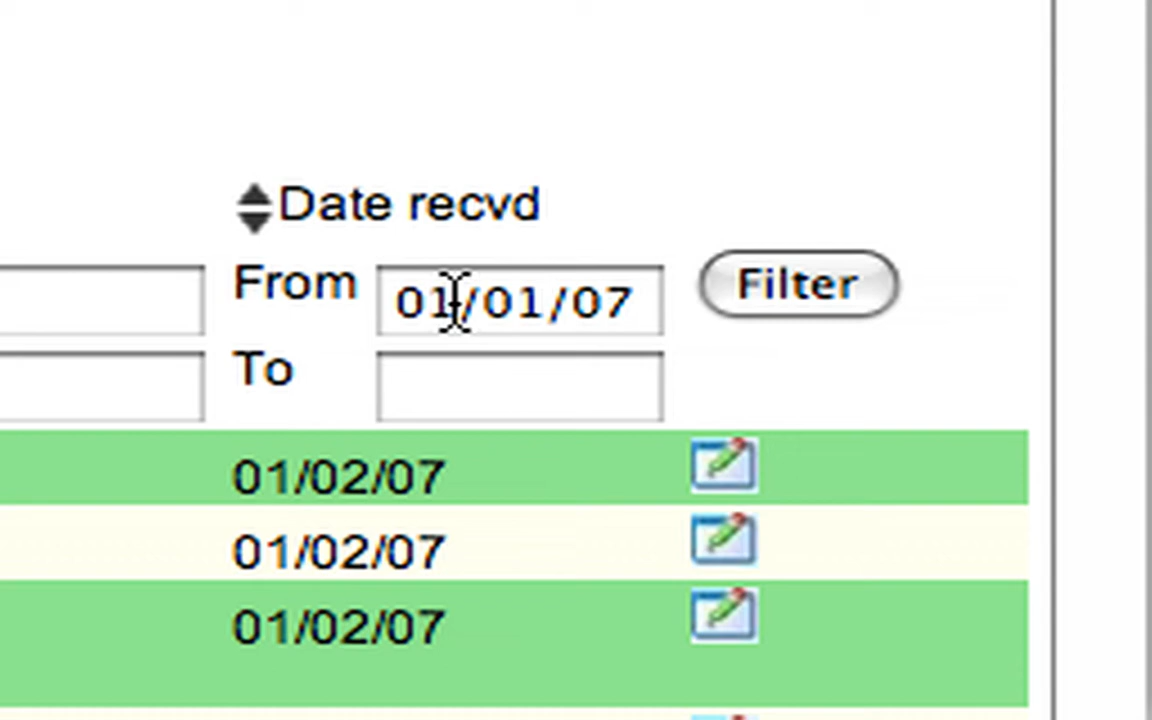 Date recvd
From 01/01/07 Filter
To
01/02/07
01/02/07
01/02/07